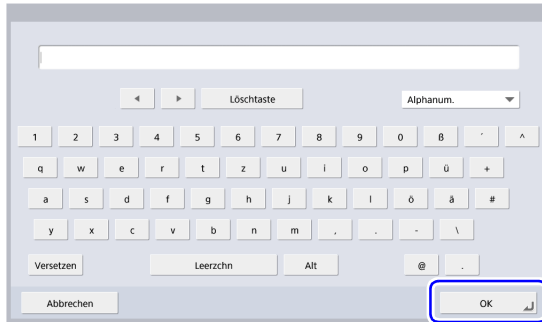 Löschtaste Alphanum.
1 2 3 4 5 6 7 8 9 0 ß ´ ^
q w e r t z u i o p ü +
a s d f g h j k l ö ä #
y x c v b n m , . - \
Versetzen Leerzchn Alt @ .
Abbrechen OK